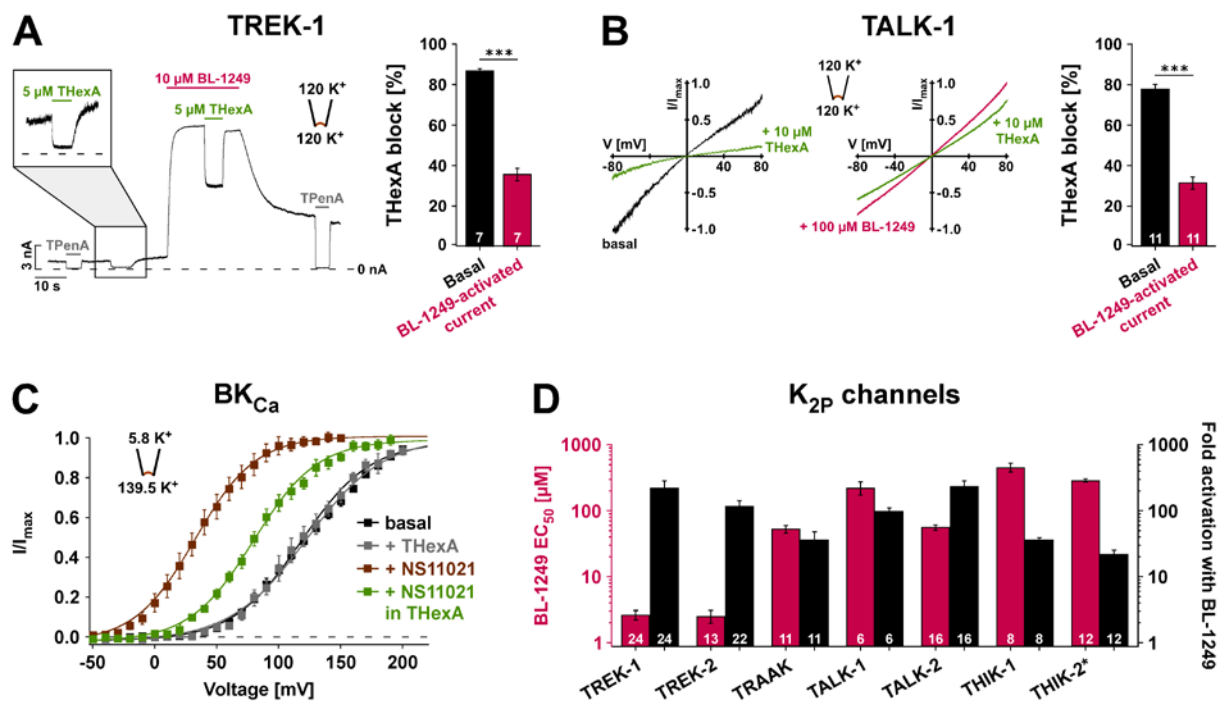 A
TREK-1
5 µM THexA
10 µM BL-1249
5 µM THexA
120 K+
120 K+
TPenA
TPenA
3 nA
10 s
0 nA
THexA block [%]
100
80
60
40
20
0
***
7
7
Basal
BL-1249-activated
current
B
TALK-1
I/Imax
1.0
0.5
V [mV]
-80
40
80
-0.5
-1.0
+ 10 µM
THexA
basal
120 K+
120 K+
I/Imax
1.0
0.5
V [mV]
-80
40
80
-0.5
-1.0
+ 10 µM
THexA
+ 100 µM BL-1249
THexA block [%]
100
80
60
40
20
0
***
11
11
Basal
BL-1249-activated
current
C
BKCa
5.8 K+
139.5 K+
I/Imax
1.0
0.8
0.6
0.4
0.2
0.0
-50
0
50
100
150
200
Voltage [mV]
basal
+ THexA
+ NS11021
+ NS11021
in THexA
D
K2P channels
BL-1249 EC50 [µM]
1000
100
10
1
Fold activation with BL-1249
1000
100
10
1
24
24
13
22
11
11
6
6
16
16
8
8
12
12
TREK-1
TREK-2
TRAAK
TALK-1
TALK-2
THIK-1
THIK-2*